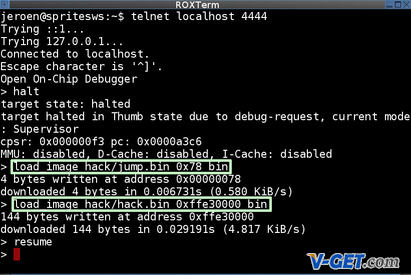 ROXTerm
jeroen@spritesws:~$ telnet localhost 4444
Trying ::1...
Trying 127.0.0.1...
Connected to localhost.
Escape character is '^]'.
Open On-Chip Debugger
> halt
target state: halted
target halted in Thumb state due to debug-request, current mode
: Supervisor
cpsr: 0x000000f3 pc: 0x0000a3c6
MMU: disabled, D-Cache: disabled, I-Cache: disabled
> load_image hack/jump.bin 0x78 bin
4 bytes written at address 0x00000078
downloaded 4 bytes in 0.006731s (0.580 KiB/s)
> load_image hack/hack.bin 0xffe30000 bin
144 bytes written at address 0xffe30000
downloaded 144 bytes in 0.029191s (4.817 KiB/s)
> resume
>
V-GET.com